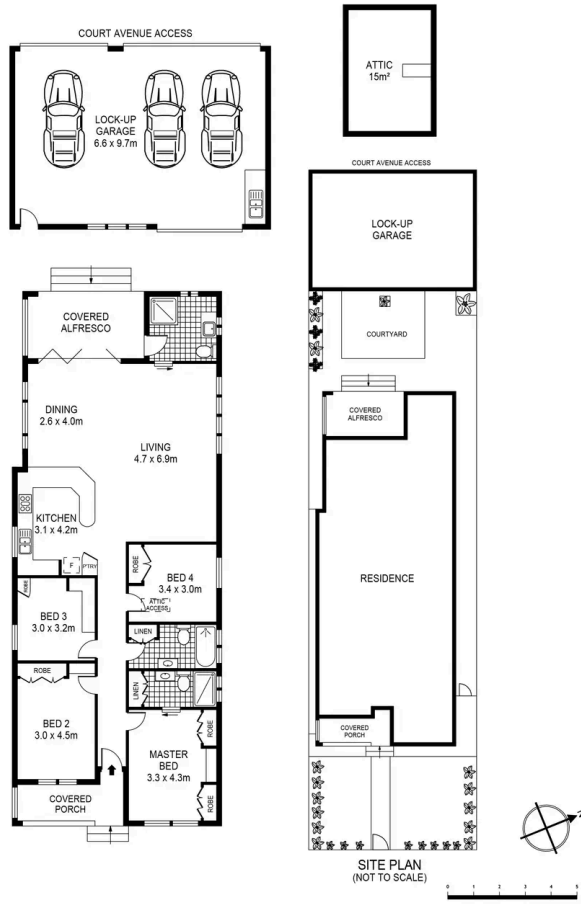 COURT AVENUE ACCESS
LOCK-UP
GARAGE
6.6 x 9.7m
ATTIC
15m²
COURT AVENUE ACCESS
LOCK-UP
GARAGE
COURTYARD
COVERED
ALFRESCO
RESIDENCE
COVERED
PORCH
SITE PLAN
(NOT TO SCALE)
COVERED
ALFRESCO
DINING
2.6 x 4.0m
LIVING
4.7 x 6.9m
KITCHEN
3.1 x 4.2m
F
P'TRY
ROBE
BED 4
3.4 x 3.0m
ATTIC
ACCESS
ROBE
BED 3
3.0 x 3.2m
LINEN
ROBE
LINEN
BED 2
3.0 x 4.5m
ROBE
MASTER
BED
3.3 x 4.3m
ROBE
COVERED
PORCH
0 1 2 3 4 5